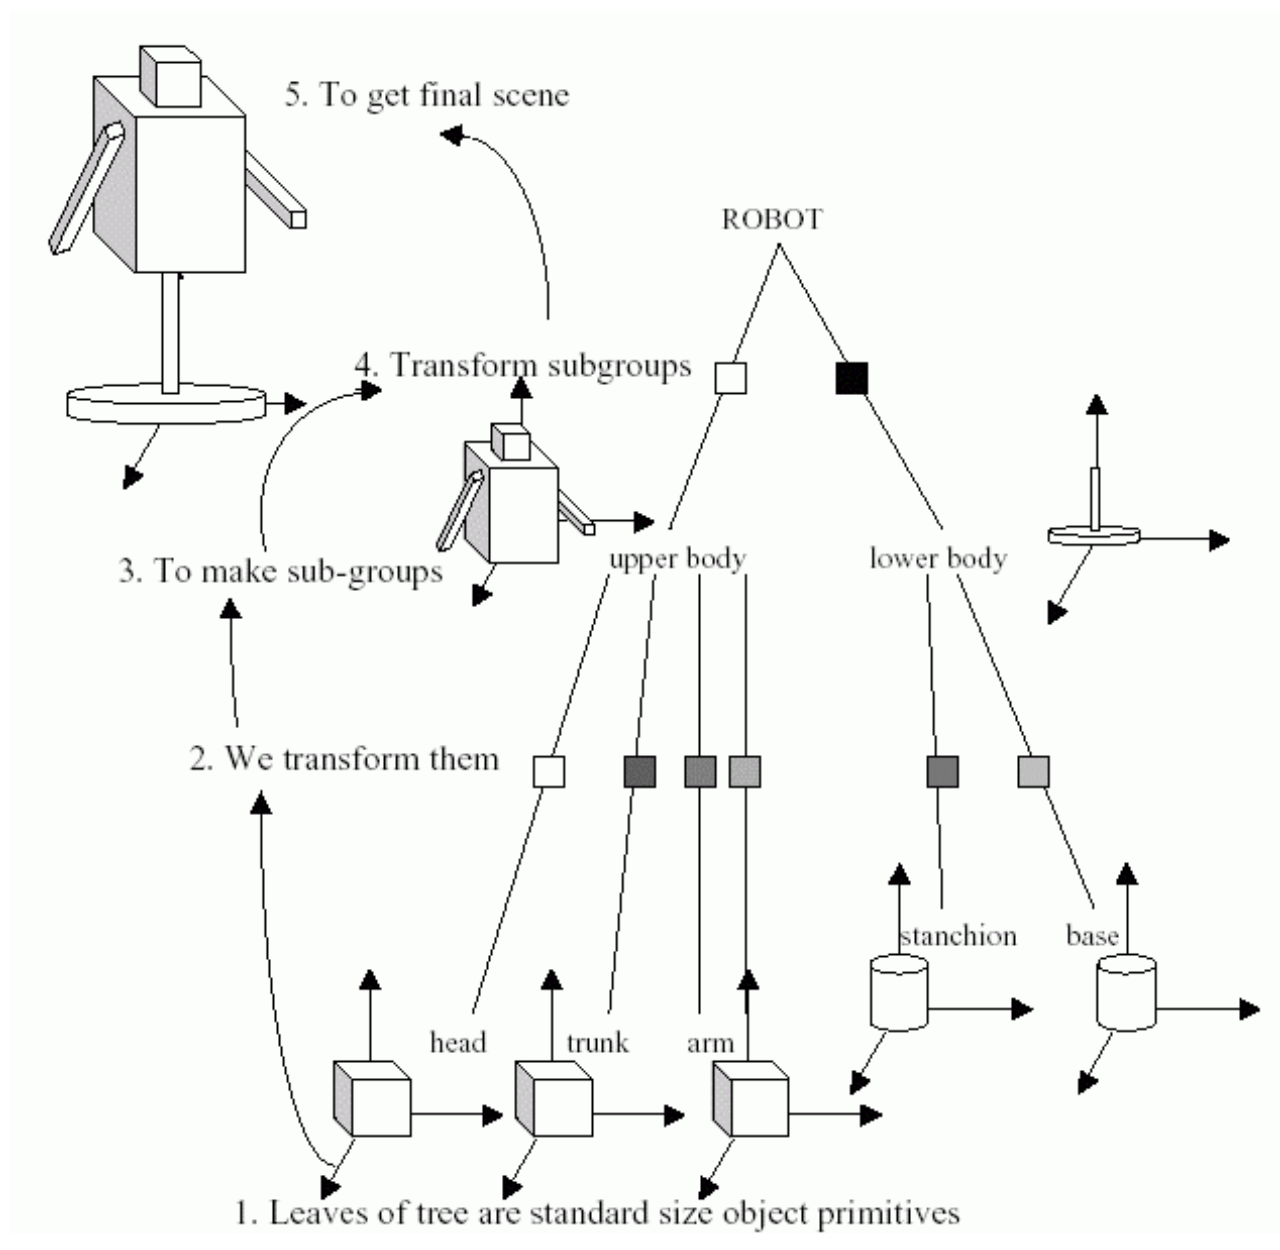 5. To get final scene
ROBOT
4. Transform subgroups
3. To make sub-groups
upper body
lower body
2. We transform them
stanchion
base
head
trunk
arm
1. Leaves of tree are standard size object primitives